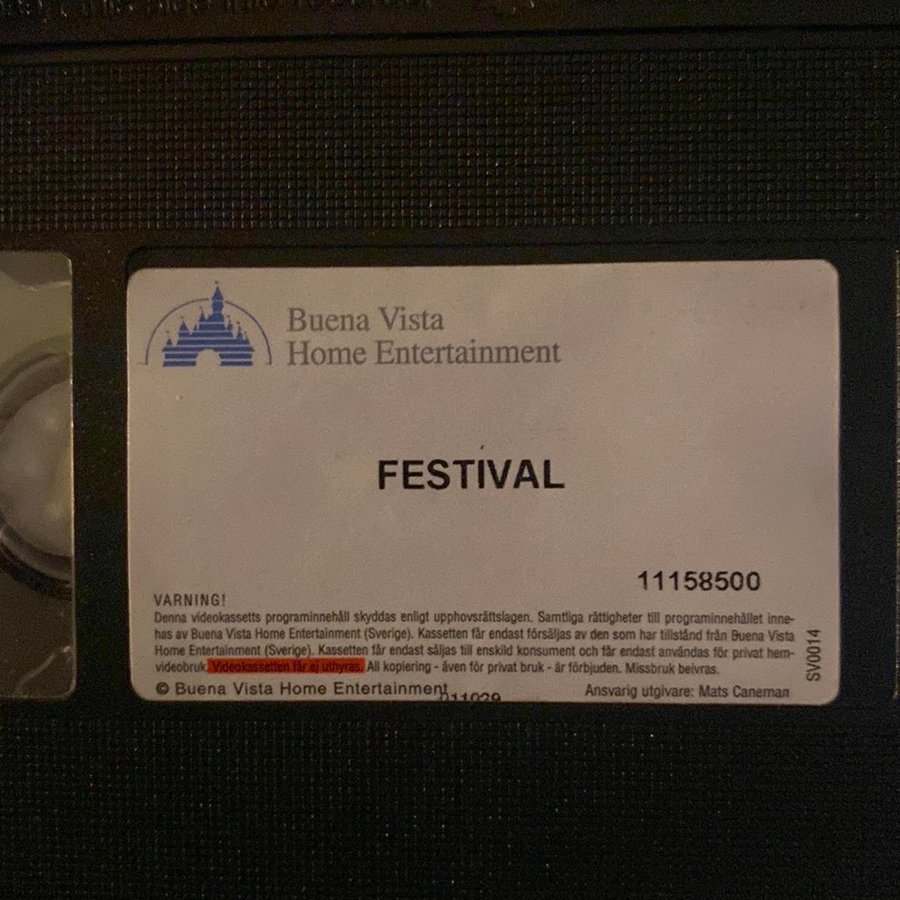 Buena Vista
Home Entertainment
FESTIVAL
11158500
VARNING!
Denna videokassetts programinnehåll skyddas enligt upphovsrättslagen. Samtliga rättigheter till programinnehållet inne-
has av Buena Vista Home Entertainment (Sverige). Kassetten får endast försäljas av den som har tillstånd från Buena Vista
Home Entertainment (Sverige). Kassetten får endast säljas till enskild konsument och får endast användas för privat hem-
videobruk. Videokassetten får ej uthyras. All kopiering - även för privat bruk - är förbjuden. Missbruk beivras.
© Buena Vista Home Entertainment
011029
Ansvarig utgivare: Mats Caneman
SV0014